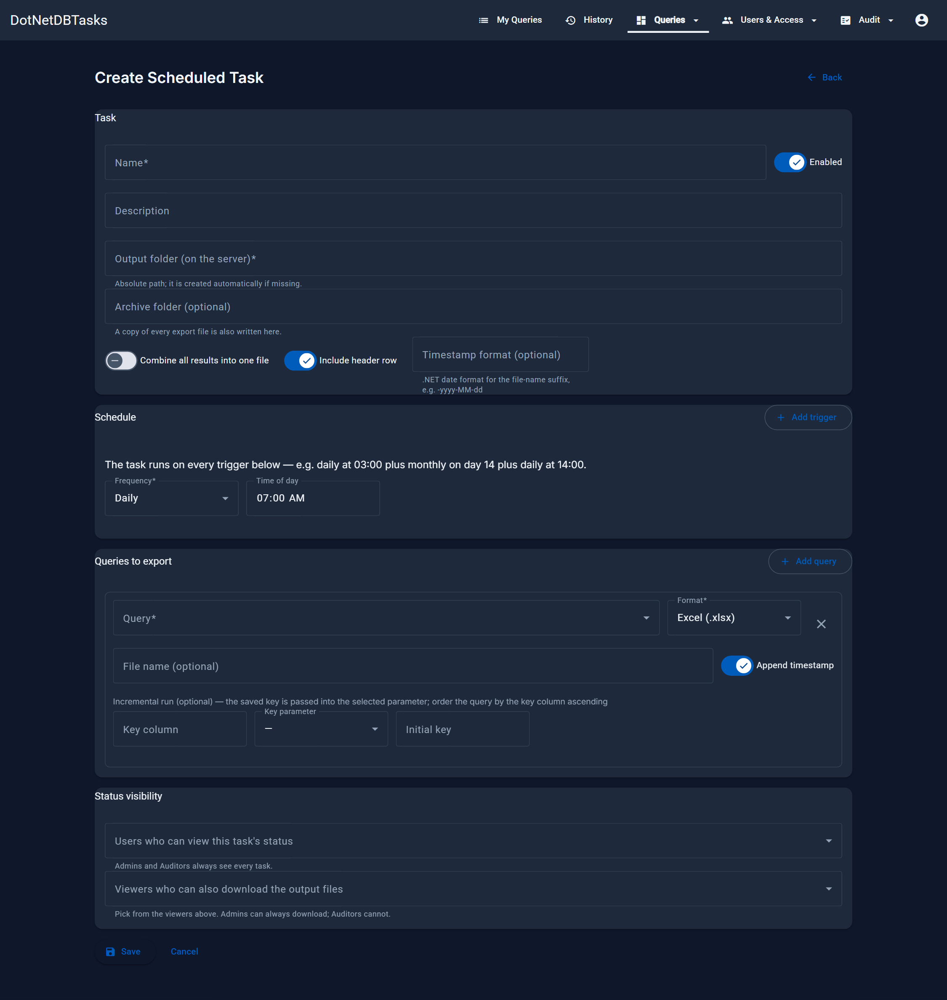 DotNetDBTasks
My Queries
History
Queries
Users & Access
Audit
Create Scheduled Task
Back
Task
Name*
Enabled
Description
Output folder (on the server)*
Absolute path; it is created automatically if missing.
Archive folder (optional)
A copy of every export file is also written here.
Combine all results into one file
Include header row
Timestamp format (optional)
.NET date format for the file-name suffix,
e.g. -yyyy-MM-dd
Schedule
Add trigger
The task runs on every trigger below — e.g. daily at 03:00 plus monthly on day 14 plus daily at 14:00.
Frequency*
Daily
Time of day
07:00 AM
Queries to export
Add query
Query*
Format*
Excel (.xlsx)
File name (optional)
Append timestamp
Incremental run (optional) — the saved key is passed into the selected parameter; order the query by the key column ascending
Key column
Key parameter
—
Initial key
Status visibility
Users who can view this task's status
Admins and Auditors always see every task.
Viewers who can also download the output files
Pick from the viewers above. Admins can always download; Auditors cannot.
Save
Cancel